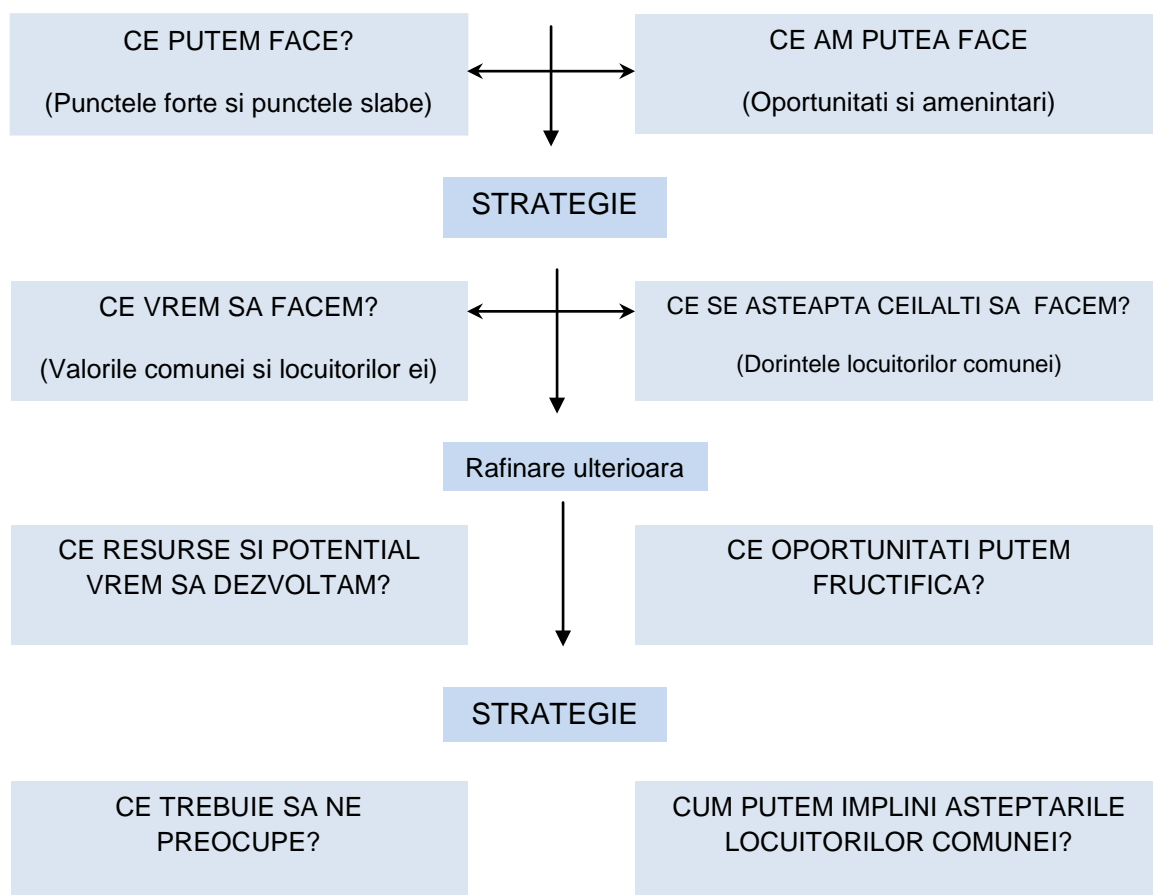 CE PUTEM FACE?
(Punctele forte si punctele slabe)
CE AM PUTEA FACE
(Oportunitati si amenintari)
STRATEGIE
CE VREM SA FACEM?
(Valorile comunei si locuitorilor ei)
CE SE ASTEAPTA CEILALTI SA FACEM?
(Dorintele locuitorilor comunei)
Rafinare ulterioara
CE RESURSE SI POTENTIAL
VREM SA DEZVOLTAM?
CE OPORTUNITATI PUTEM
FRUCTIFICA?
STRATEGIE
CE TREBUIE SA NE
PREOCUPE?
CUM PUTEM IMPLINI ASTEPTARILE
LOCUITORILOR COMUNEI?